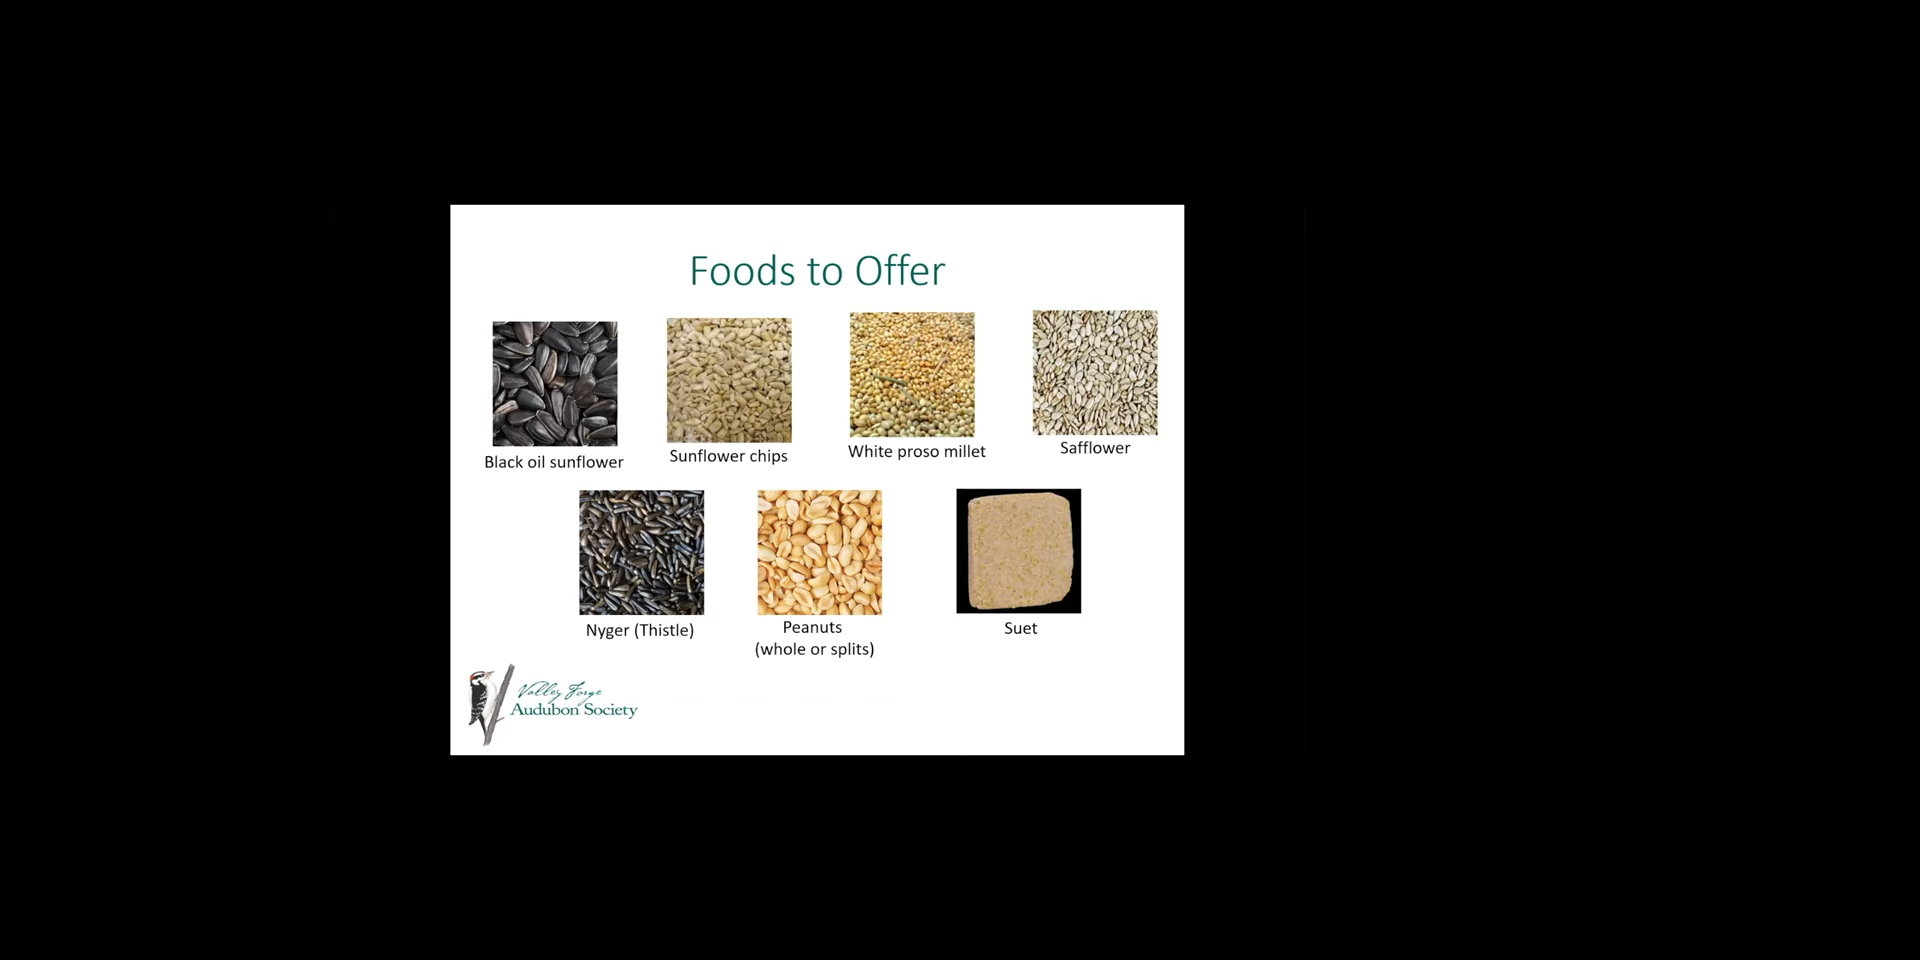 Foods to Offer
Black oil sunflower
Sunflower chips
White proso millet
Safflower
Nyger (Thistle)
Peanuts
(whole or splits)
Suet
Valley Forge
Audubon Society